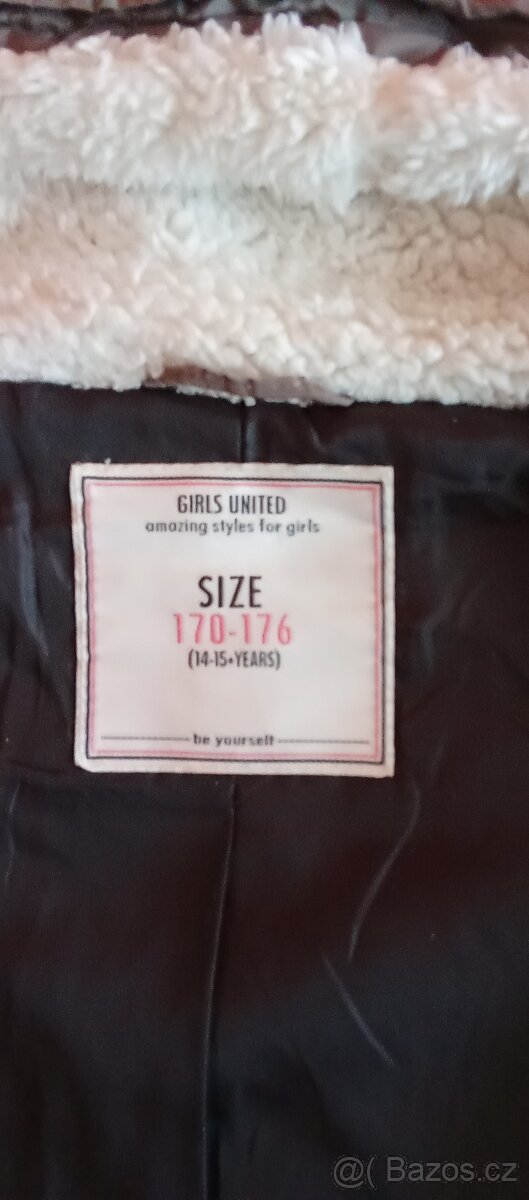 GIRLS UNITED
amazing styles for girls
SIZE
170-176
(14-15+YEARS)
be yourself
@( Bazos.cz